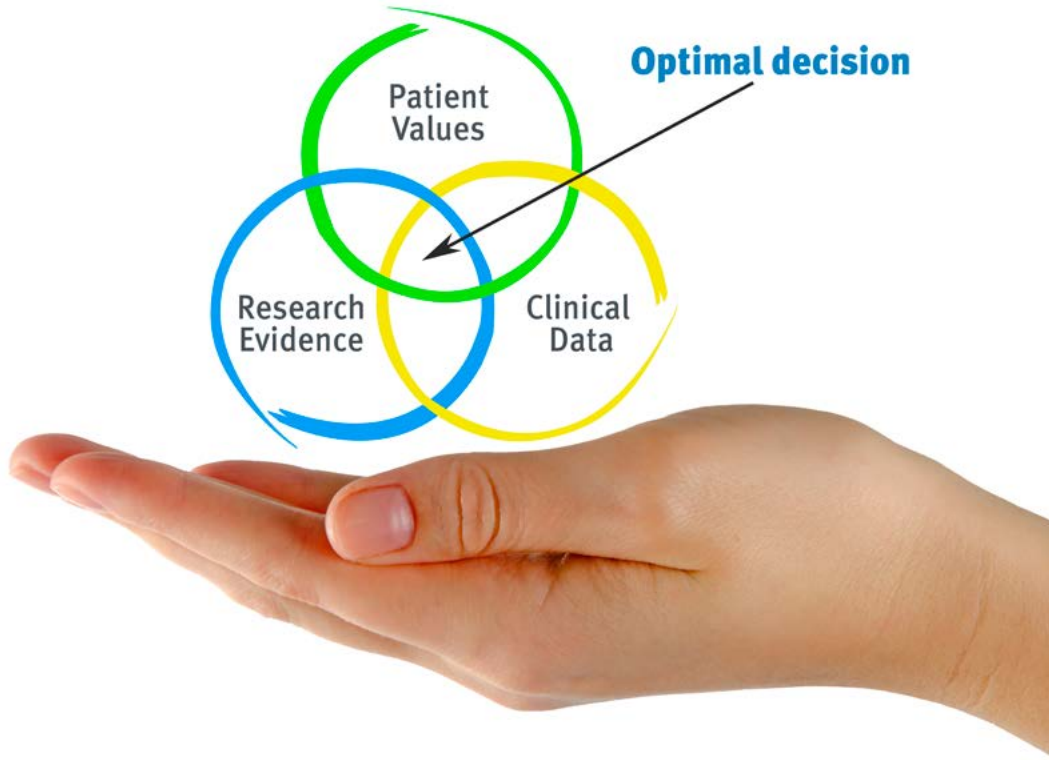 Optimal decision
Patient
Values
Research
Evidence
Clinical
Data